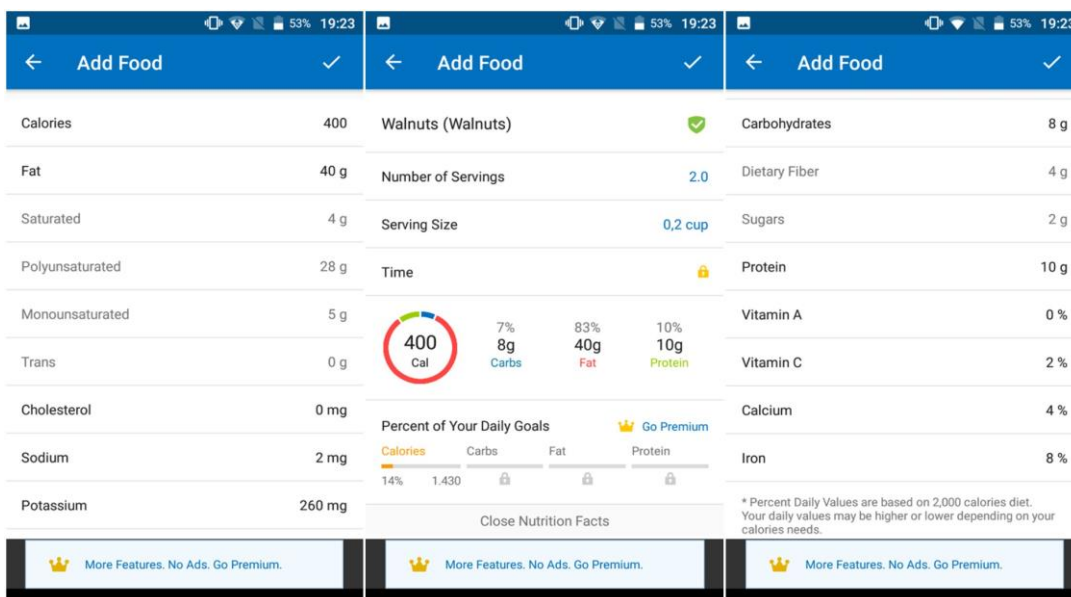 53% 19:23
Add Food
Calories 400
Fat 40 g
Saturated 4 g
Polyunsaturated 28 g
Monounsaturated 5 g
Trans 0 g
Cholesterol 0 mg
Sodium 2 mg
Potassium 260 mg
More Features. No Ads. Go Premium.
53% 19:23
Add Food
Walnuts (Walnuts)
Number of Servings 2.0
Serving Size 0,2 cup
Time
400
Cal
7% 83% 10%
8g 40g 10g
Carbs Fat Protein
Percent of Your Daily Goals Go Premium
Calories Carbs Fat Protein
14% 1.430
Close Nutrition Facts
More Features. No Ads. Go Premium.
53% 19:23
Add Food
Carbohydrates 8 g
Dietary Fiber 4 g
Sugars 2 g
Protein 10 g
Vitamin A 0 %
Vitamin C 2 %
Calcium 4 %
Iron 8 %
* Percent Daily Values are based on 2,000 calories diet.
Your daily values may be higher or lower depending on your
calories needs.
More Features. No Ads. Go Premium.